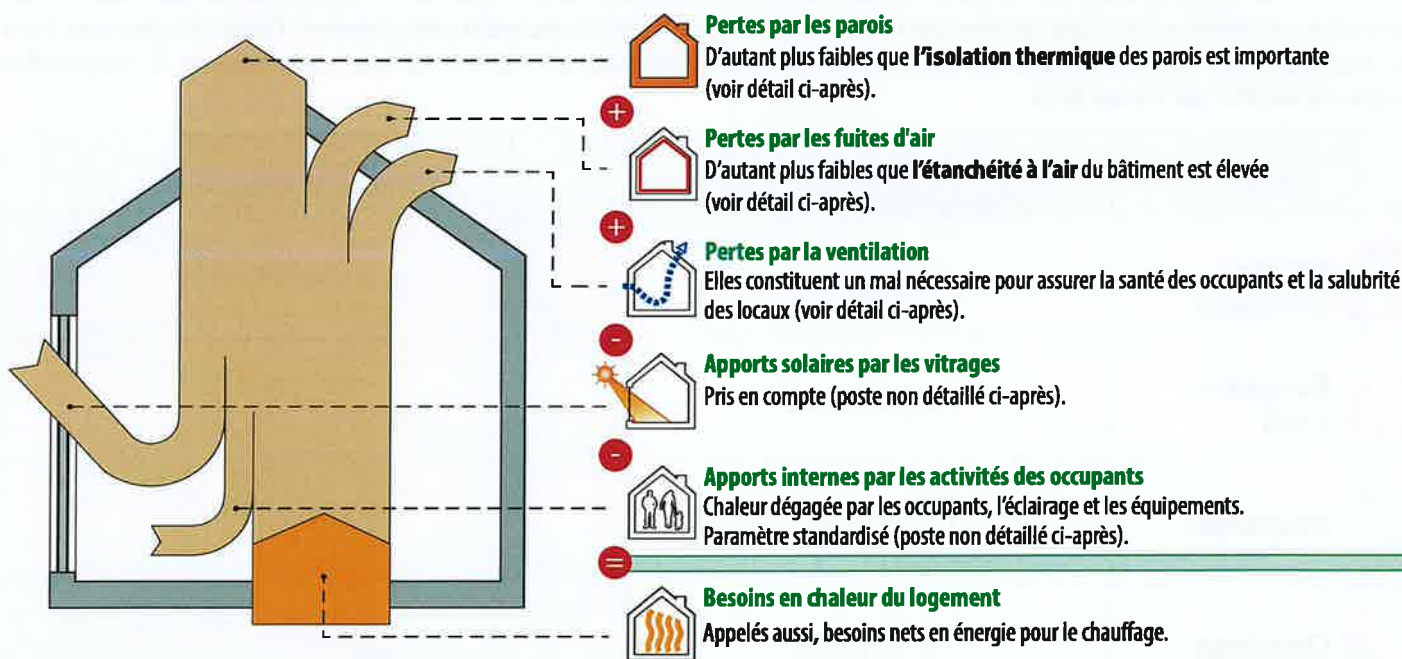 Pertes par les parois
D'autant plus faibles que l'isolation thermique des parois est importante
(voir détail ci-après).
+
Pertes par les fuites d'air
D'autant plus faibles que l'étanchéité à l'air du bâtiment est élevée
(voir détail ci-après).
+
Pertes par la ventilation
Elles constituent un mal nécessaire pour assurer la santé des occupants et la salubrité
des locaux (voir détail ci-après).
-
Apports solaires par les vitrages
Pris en compte (poste non détaillé ci-après).
-
Apports internes par les activités des occupants
Chaleur dégagée par les occupants, l'éclairage et les équipements.
Paramètre standardisé (poste non détaillé ci-après).
=
Besoins en chaleur du logement
Appelés aussi, besoins nets en énergie pour le chauffage.